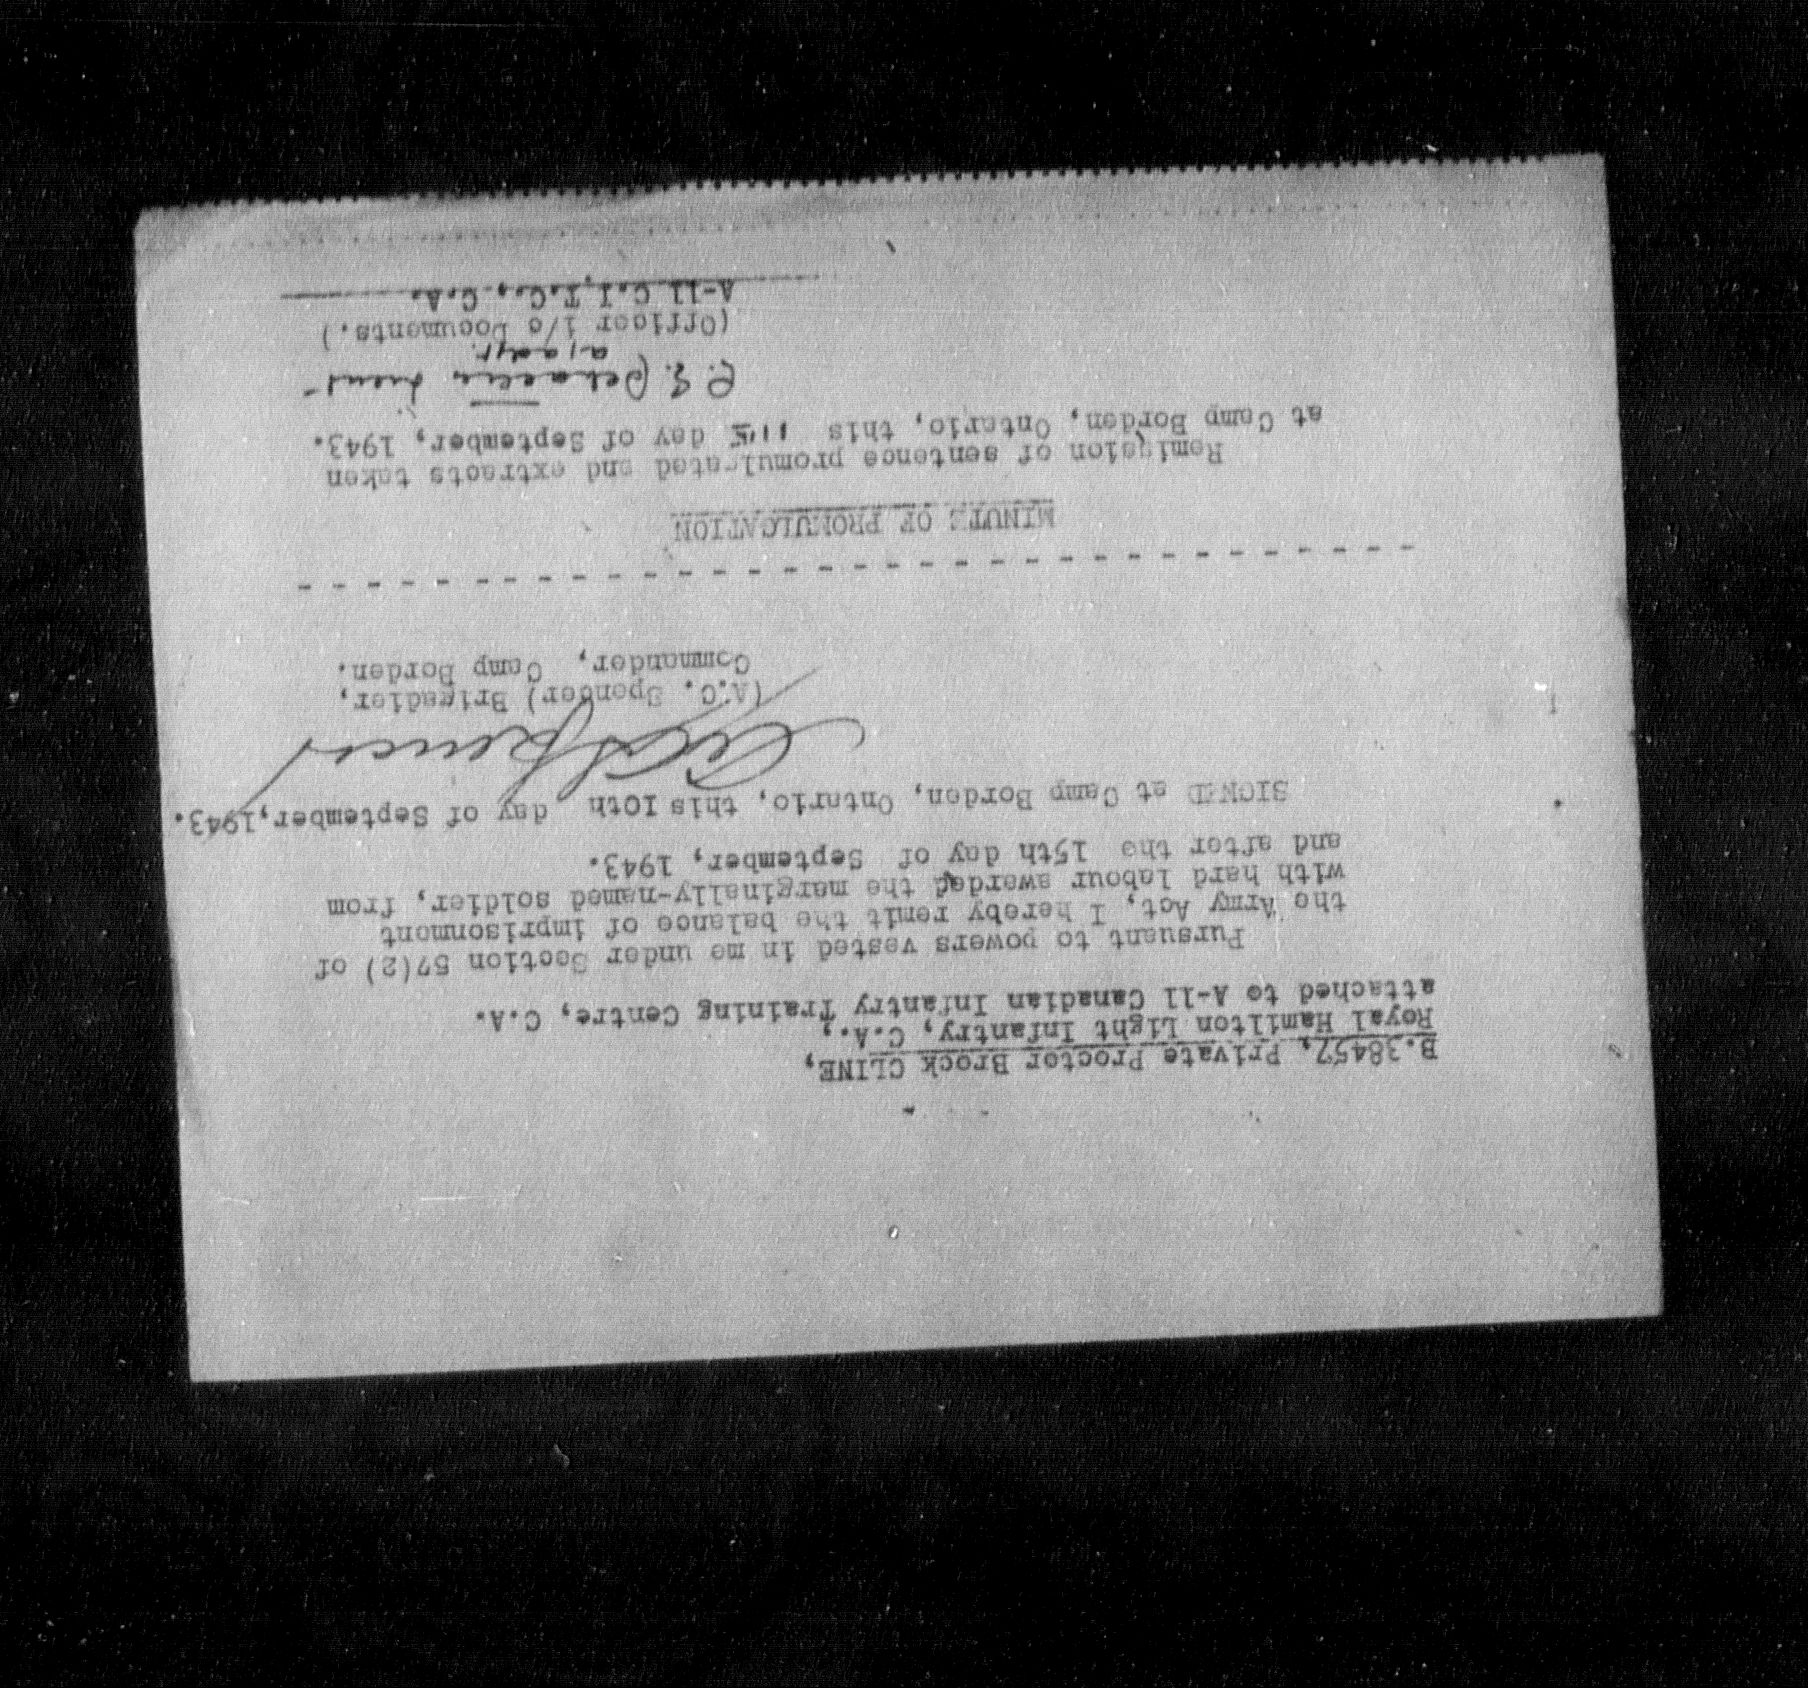 B.38457, Private Proctor Brock CLINE,
Royal Hamilton Light Infantry, C.A.,
attached to A-11 Canadian Infantry Training Centre, C.A.
Pursuant to powers vested in me under Section 57(2) of
the Army Act, I hereby remit the balance of imprisonment
with hard labour awarded the marginally-named soldier, from
and after the 15th day of September, 1943.
SIGNED at Camp Borden, Ontario, this 10th day of September, 1943.
(A.C. Spencer) Brigadier,
Commander, Camp Borden.
- - - - - - - - - - - - - - - - - - - - - - - - - - - - - - - - -
MINUTE OF PROMULGATION
Remission of sentence promulgated and extracts taken
at Camp Borden, Ontario, this 11th day of September, 1943.
Lieut
(Officer i/c Documents.)
A-11 C.I.T.C., C.A.